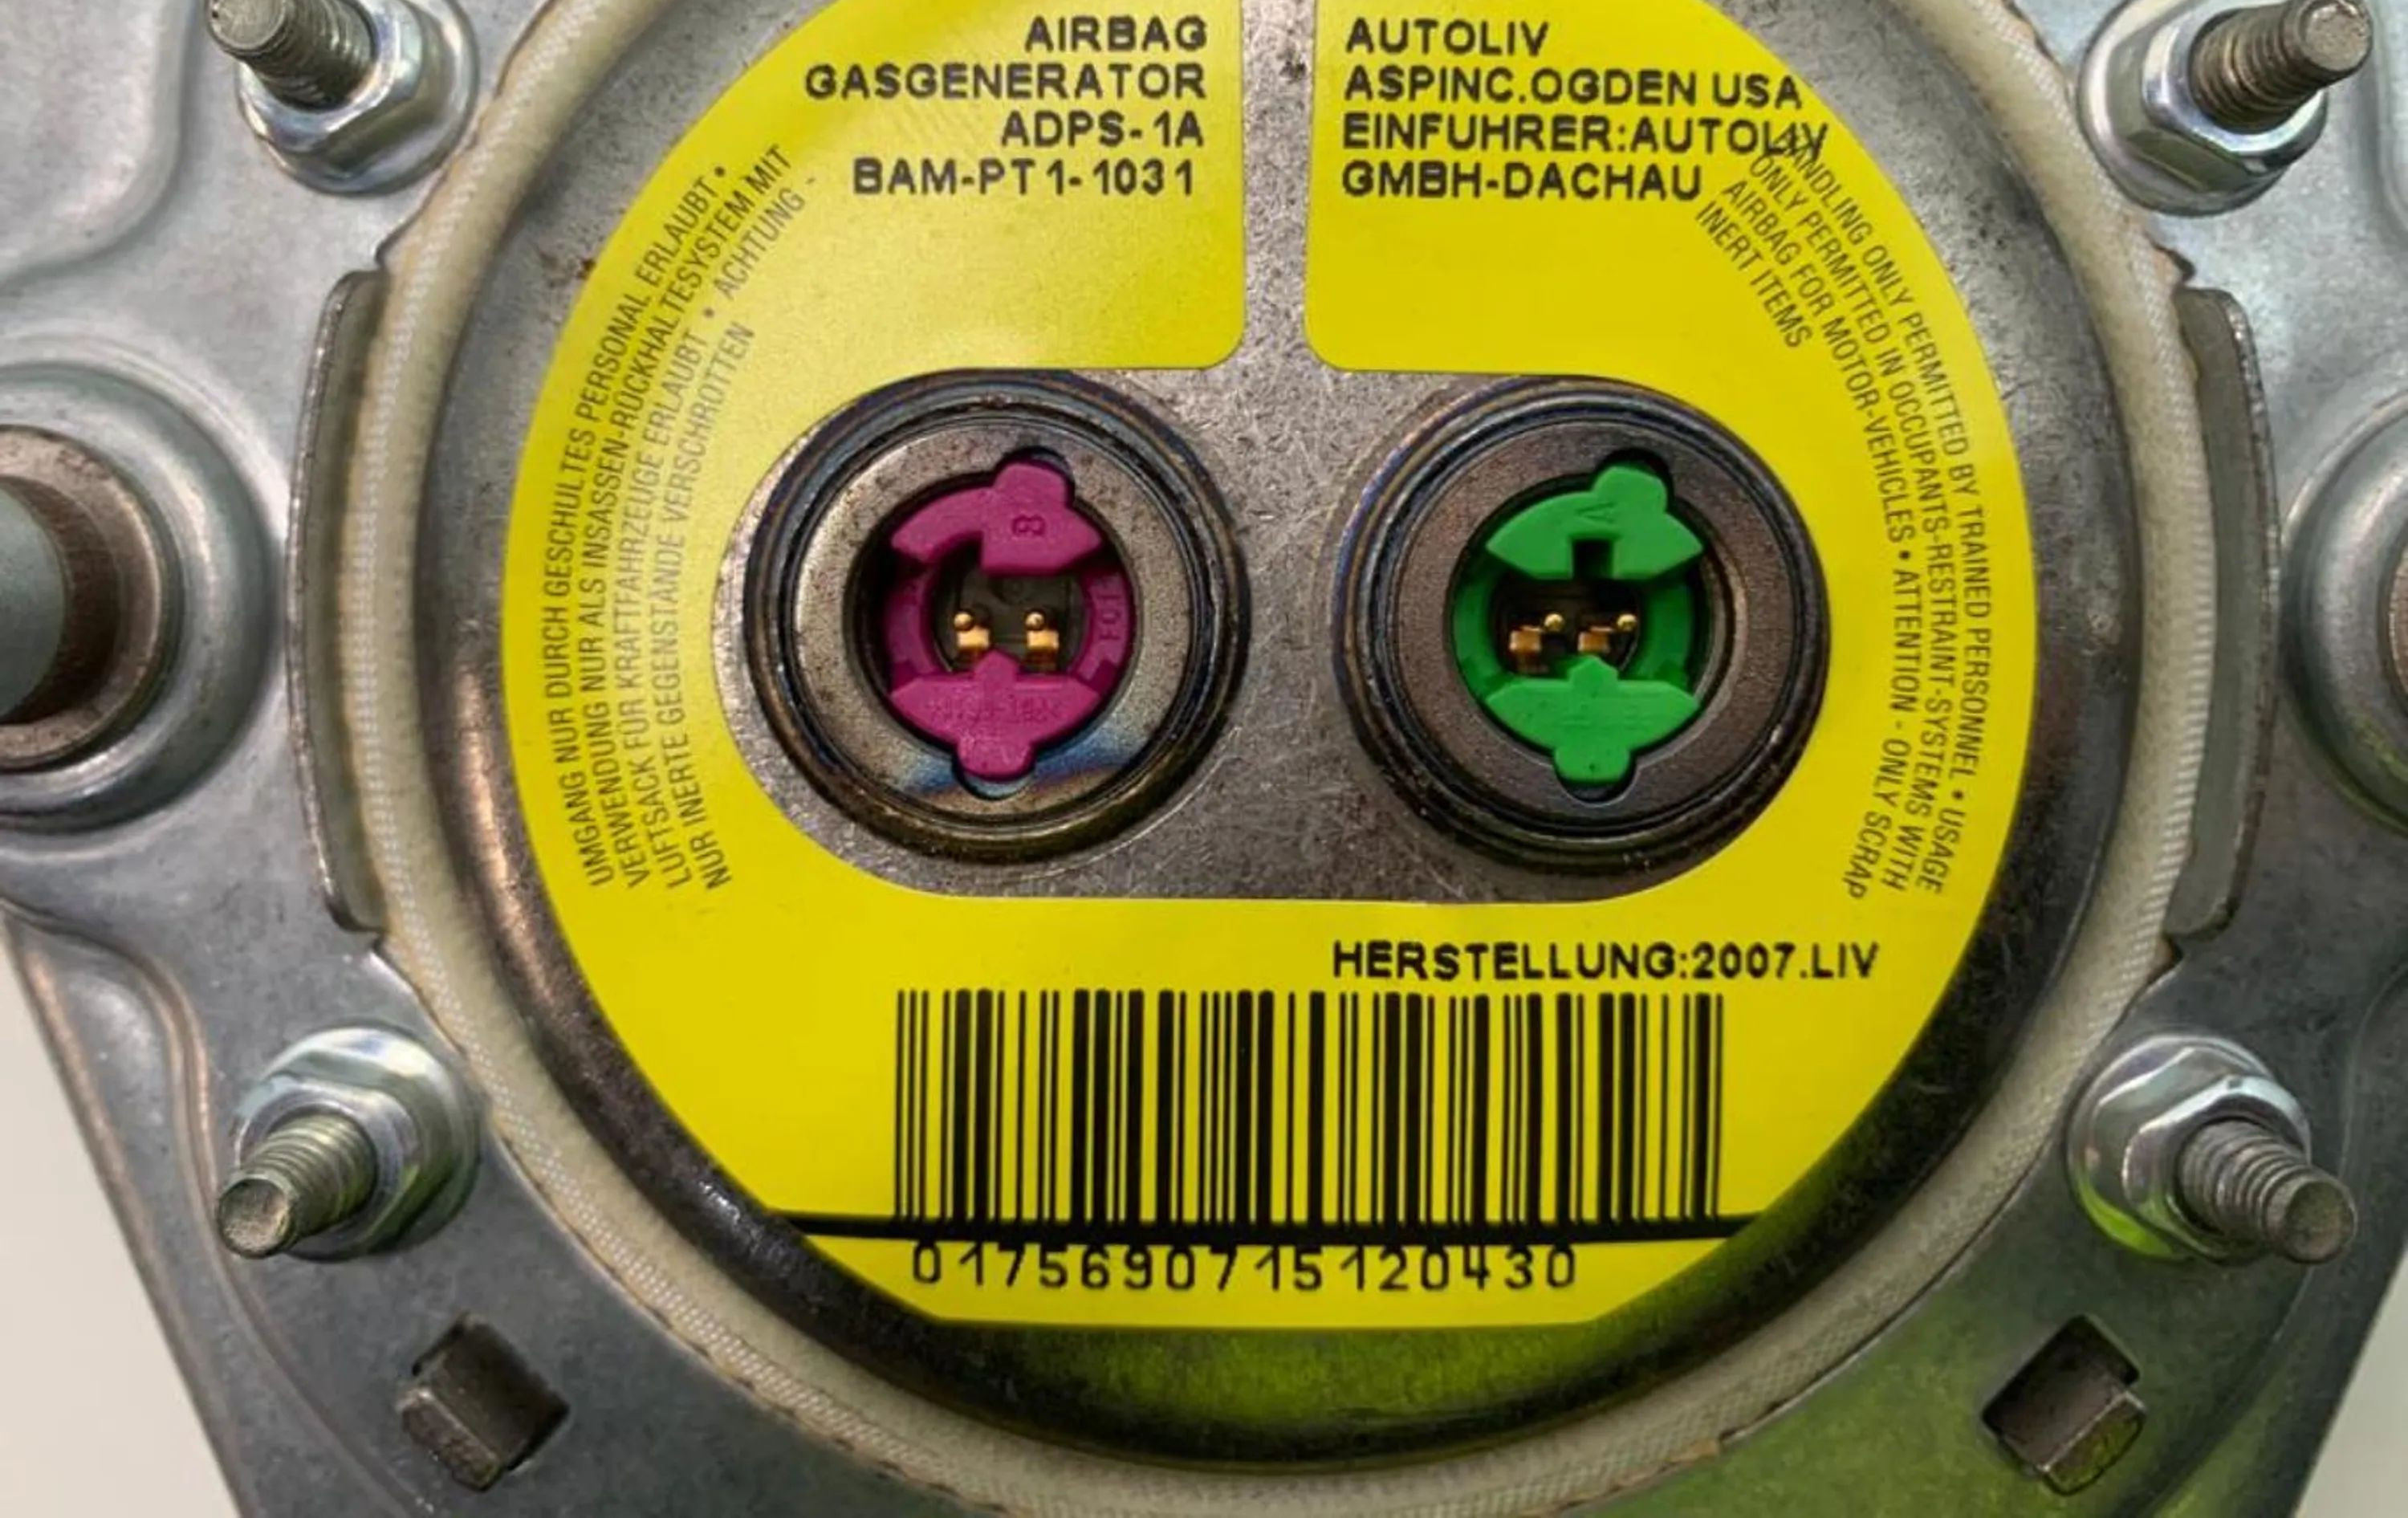 AIRBAG
GASGENERATOR
ADPS-1A
BAM-PT1-1031
AUTOLIV
ASPINC.OGDEN USA
EINFUHRER:AUTOLIV
GMBH-DACHAU
UMGANG NUR DURCH GESCHULTES PERSONAL ERLAUBT •
VERWENDUNG NUR ALS INSASSEN-RÜCKHALTESYSTEM MIT
LUFTSACK FÜR KRAFTFAHRZEUGE ERLAUBT • ACHTUNG -
NUR INERTE GEGENSTÄNDE VERSCHROTTEN
HANDLING ONLY PERMITTED BY TRAINED PERSONNEL • USAGE
ONLY PERMITTED IN OCCUPANTS-RESTRAINT-SYSTEMS WITH
AIRBAG FOR MOTOR-VEHICLES • ATTENTION - ONLY SCRAP
INERT ITEMS
8
A
HERSTELLUNG:2007.LIV
0175690715120430